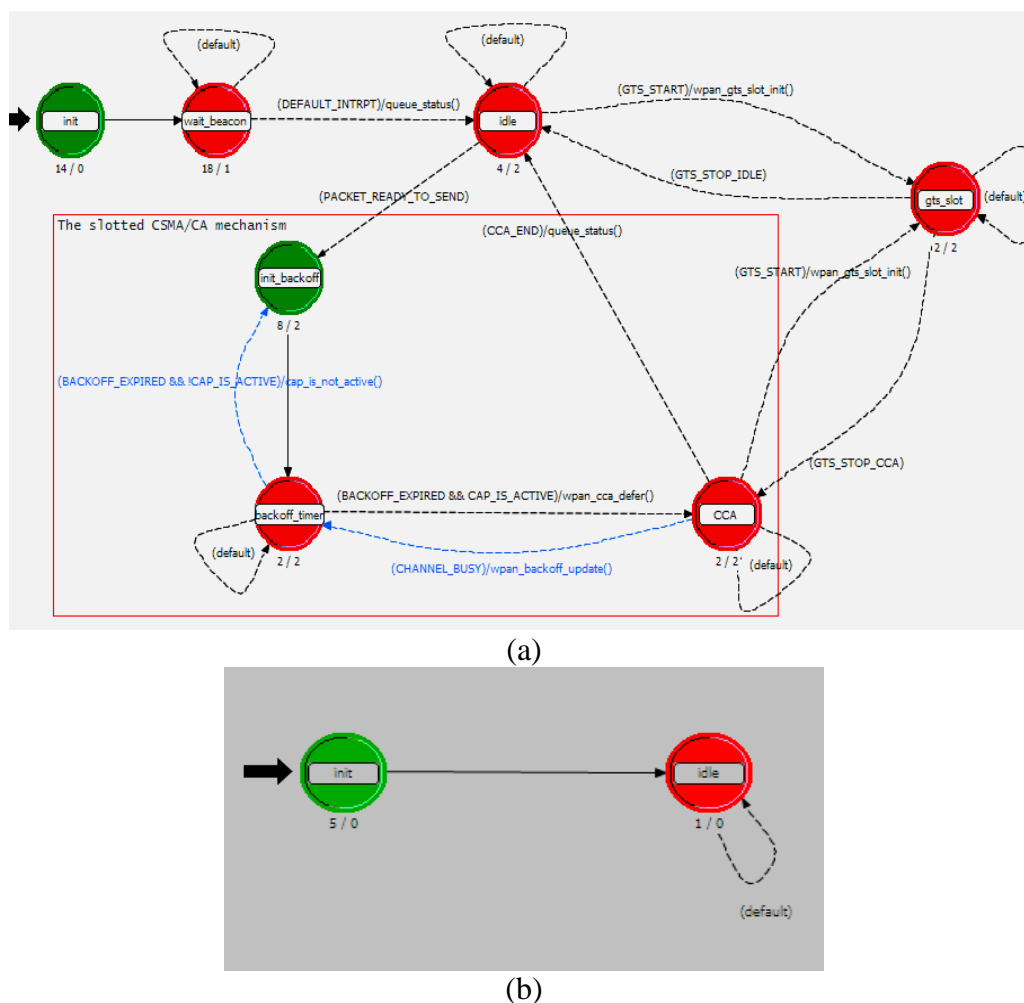 (default)
(default)
(GTS_START)/wpan_gts_slot_init()
(DEFAULT_INTRPT)/queue_status()
init
wait_beacon
idle
14 / 0
18 / 1
4 / 2
(GTS_STOP_IDLE)
(PACKET_READY_TO_SEND)
gts_slot
(default)
The slotted CSMA/CA mechanism
(CCA_END)/queue_status()
2 / 2
init_backoff
(GTS_START)/wpan_gts_slot_init()
8 / 2
(BACKOFF_EXPIRED && !CAP_IS_ACTIVE)/cap_is_not_active()
(GTS_STOP_CCA)
(BACKOFF_EXPIRED && CAP_IS_ACTIVE)/wpan_cca_defer()
backoff_timer
CCA
(default)
2 / 2
(CHANNEL_BUSY)/wpan_backoff_update()
2 / 2
(default)
(a)
init
idle
5 / 0
1 / 0
(default)
(b)